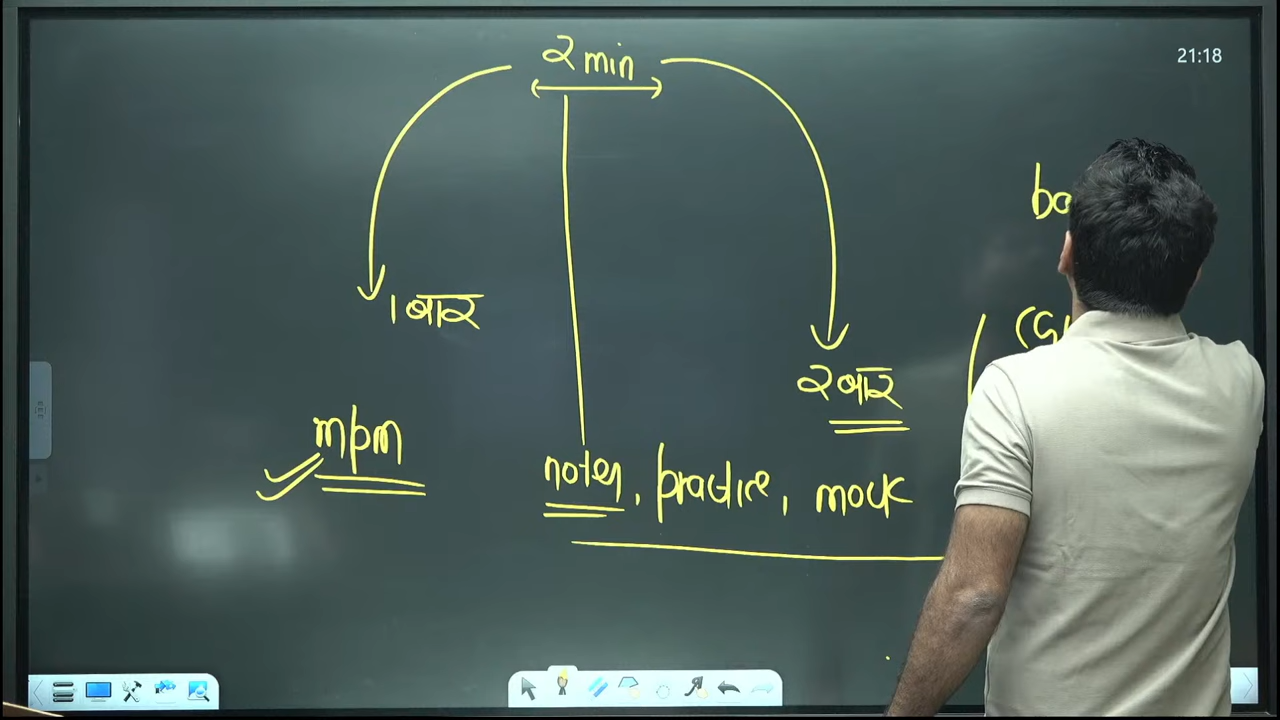 2 min
21:18
1 बार
2 बार
mpm
notes, practice, mock